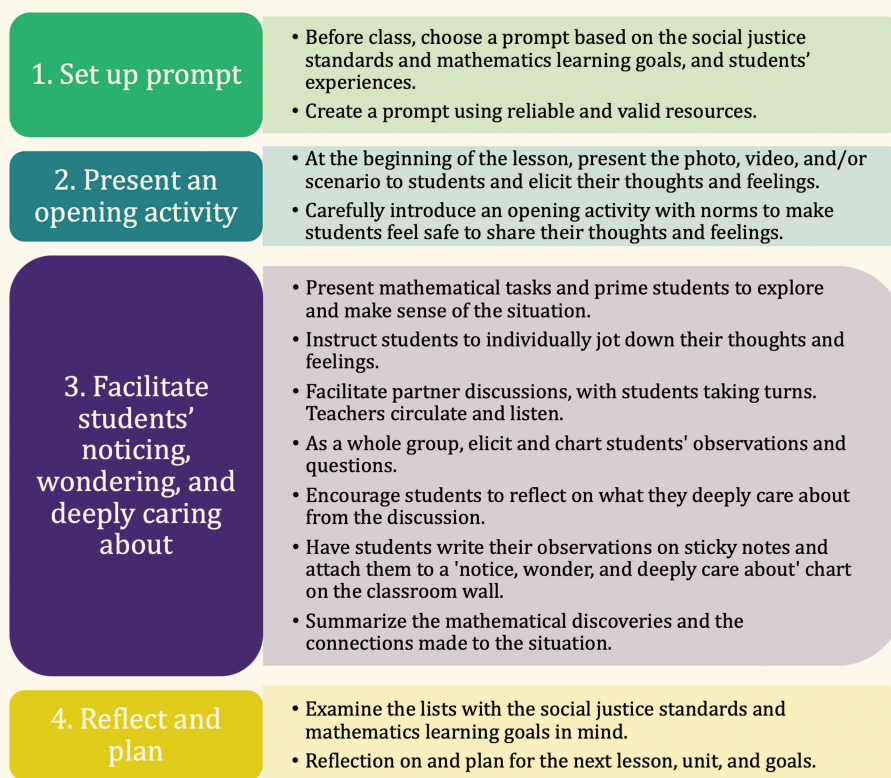 1. Set up prompt
• Before class, choose a prompt based on the social justice
standards and mathematics learning goals, and students’
experiences.
• Create a prompt using reliable and valid resources.
2. Present an
opening activity
• At the beginning of the lesson, present the photo, video, and/or
scenario to students and elicit their thoughts and feelings.
• Carefully introduce an opening activity with norms to make
students feel safe to share their thoughts and feelings.
3. Facilitate
students’
noticing,
wondering, and
deeply caring
about
• Present mathematical tasks and prime students to explore
and make sense of the situation.
• Instruct students to individually jot down their thoughts and
feelings.
• Facilitate partner discussions, with students taking turns.
Teachers circulate and listen.
• As a whole group, elicit and chart students' observations and
questions.
• Encourage students to reflect on what they deeply care about
from the discussion.
• Have students write their observations on sticky notes and
attach them to a 'notice, wonder, and deeply care about' chart
on the classroom wall.
• Summarize the mathematical discoveries and the
connections made to the situation.
4. Reflect and
plan
• Examine the lists with the social justice standards and
mathematics learning goals in mind.
• Reflection on and plan for the next lesson, unit, and goals.